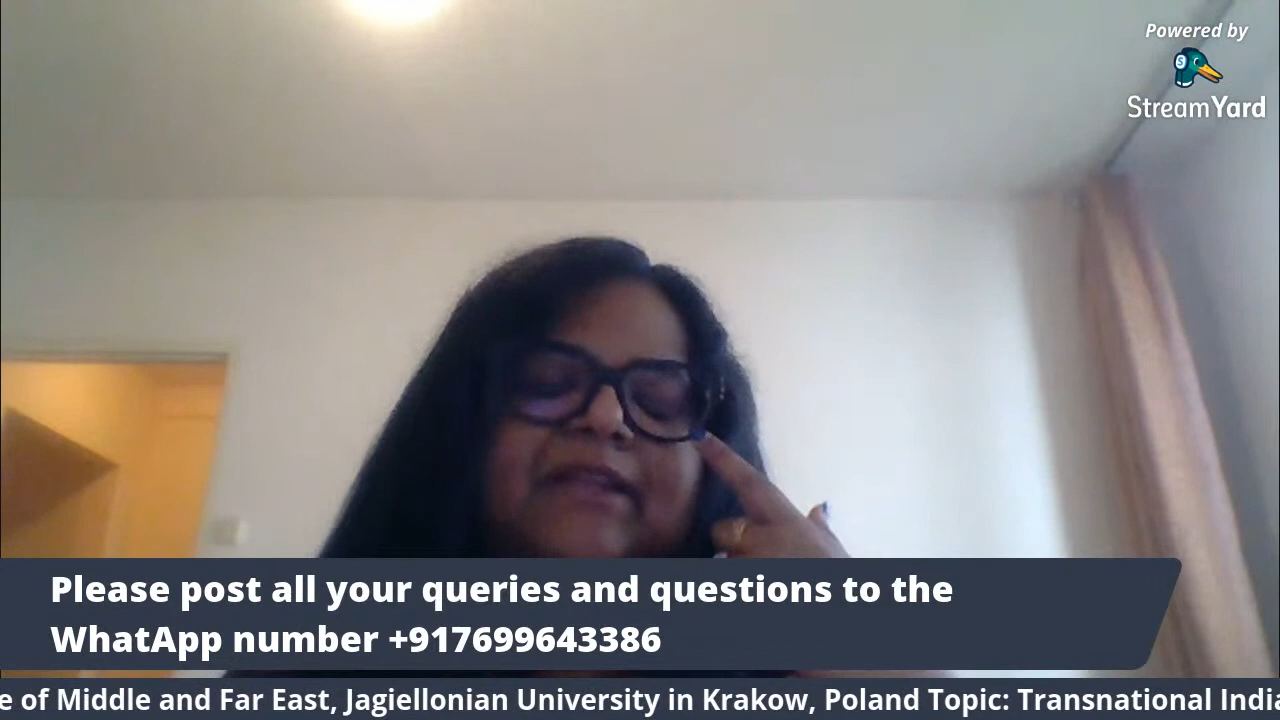 Powered by
StreamYard
Please post all your queries and questions to the
WhatApp number +917699643386
e of Middle and Far East, Jagiellonian University in Krakow, Poland Topic: Transnational India